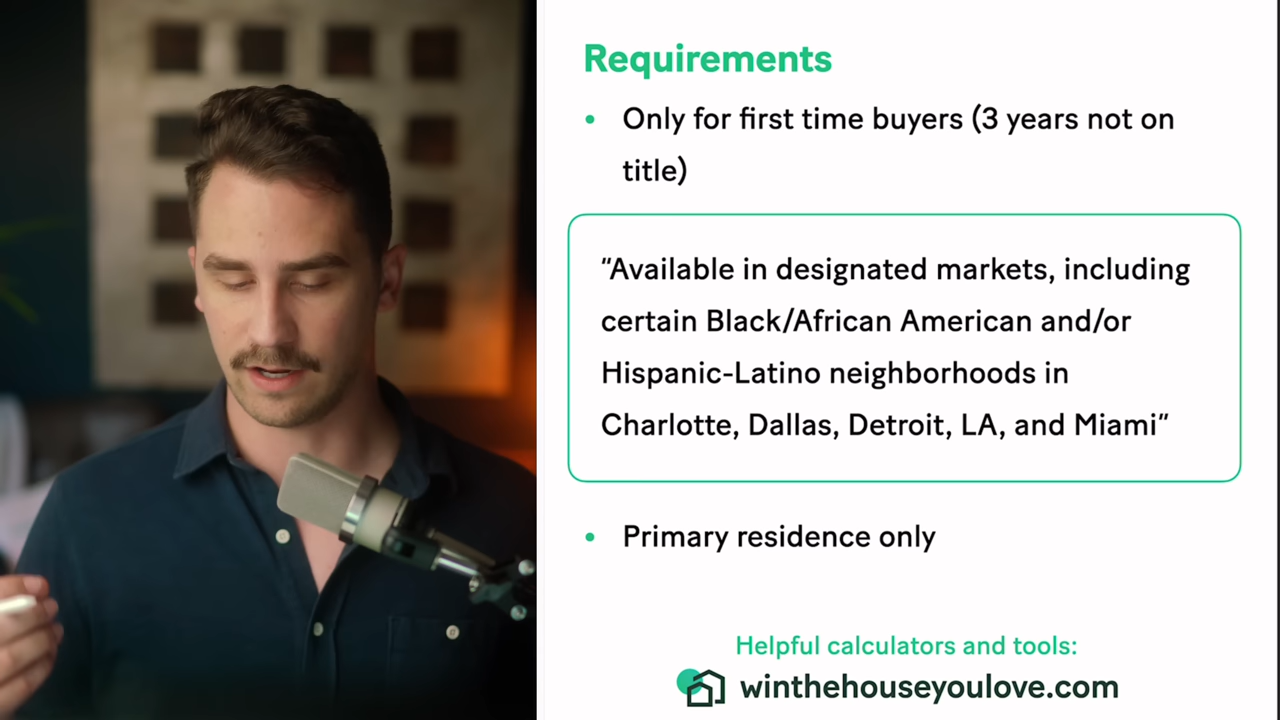 Requirements
• Only for first time buyers (3 years not on
title)
“Available in designated markets, including
certain Black/African American and/or
Hispanic-Latino neighborhoods in
Charlotte, Dallas, Detroit, LA, and Miami”
• Primary residence only
Helpful calculators and tools:
winthehouseyoulove.com